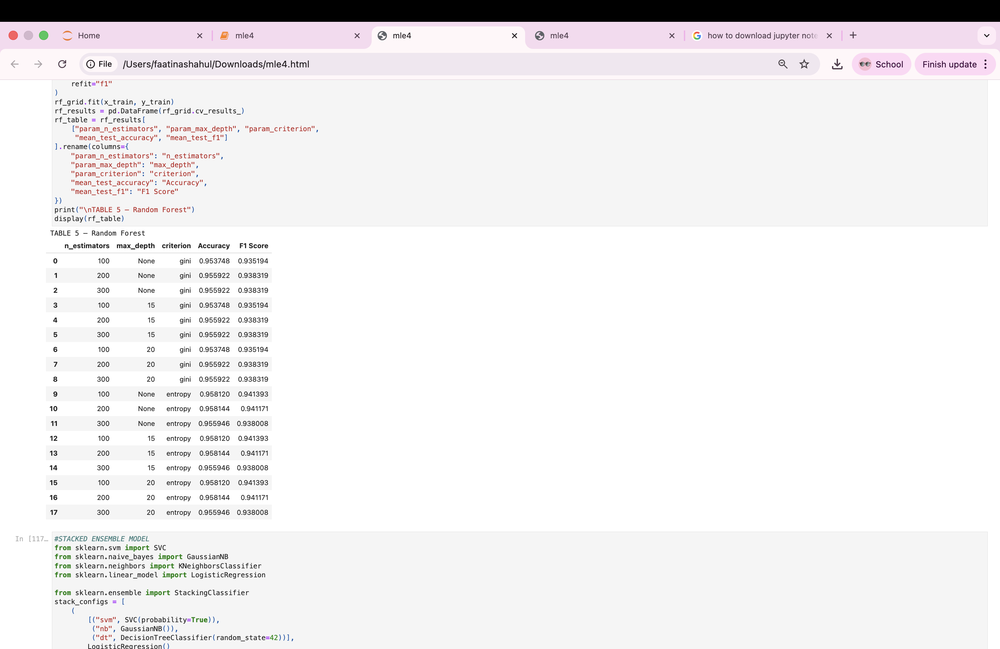 Home
mle4
mle4
mle4
how to download jupyter note
File
/Users/faatinashahul/Downloads/mle4.html
School
Finish update
    refit="f1"
)
rf_grid.fit(x_train, y_train)
rf_results = pd.DataFrame(rf_grid.cv_results_)
rf_table = rf_results[
    ["param_n_estimators", "param_max_depth", "param_criterion",
     "mean_test_accuracy", "mean_test_f1"]
].rename(columns={
    "param_n_estimators": "n_estimators",
    "param_max_depth": "max_depth",
    "param_criterion": "criterion",
    "mean_test_accuracy": "Accuracy",
    "mean_test_f1": "F1 Score"
})
print("\nTABLE 5 — Random Forest")
display(rf_table)
TABLE 5 — Random Forest
n_estimators max_depth criterion Accuracy F1 Score
0 100 None gini 0.953748 0.935194
1 200 None gini 0.955922 0.938319
2 300 None gini 0.955922 0.938319
3 100 15 gini 0.953748 0.935194
4 200 15 gini 0.955922 0.938319
5 300 15 gini 0.955922 0.938319
6 100 20 gini 0.953748 0.935194
7 200 20 gini 0.955922 0.938319
8 300 20 gini 0.955922 0.938319
9 100 None entropy 0.958120 0.941393
10 200 None entropy 0.958144 0.941171
11 300 None entropy 0.955946 0.938008
12 100 15 entropy 0.958120 0.941393
13 200 15 entropy 0.958144 0.941171
14 300 15 entropy 0.955946 0.938008
15 100 20 entropy 0.958120 0.941393
16 200 20 entropy 0.958144 0.941171
17 300 20 entropy 0.955946 0.938008
In [117…
#STACKED ENSEMBLE MODEL
from sklearn.svm import SVC
from sklearn.naive_bayes import GaussianNB
from sklearn.neighbors import KNeighborsClassifier
from sklearn.linear_model import LogisticRegression
from sklearn.ensemble import StackingClassifier
stack_configs = [
    (
        [("svm", SVC(probability=True)),
         ("nb", GaussianNB()),
         ("dt", DecisionTreeClassifier(random_state=42))],
        LogisticRegression()